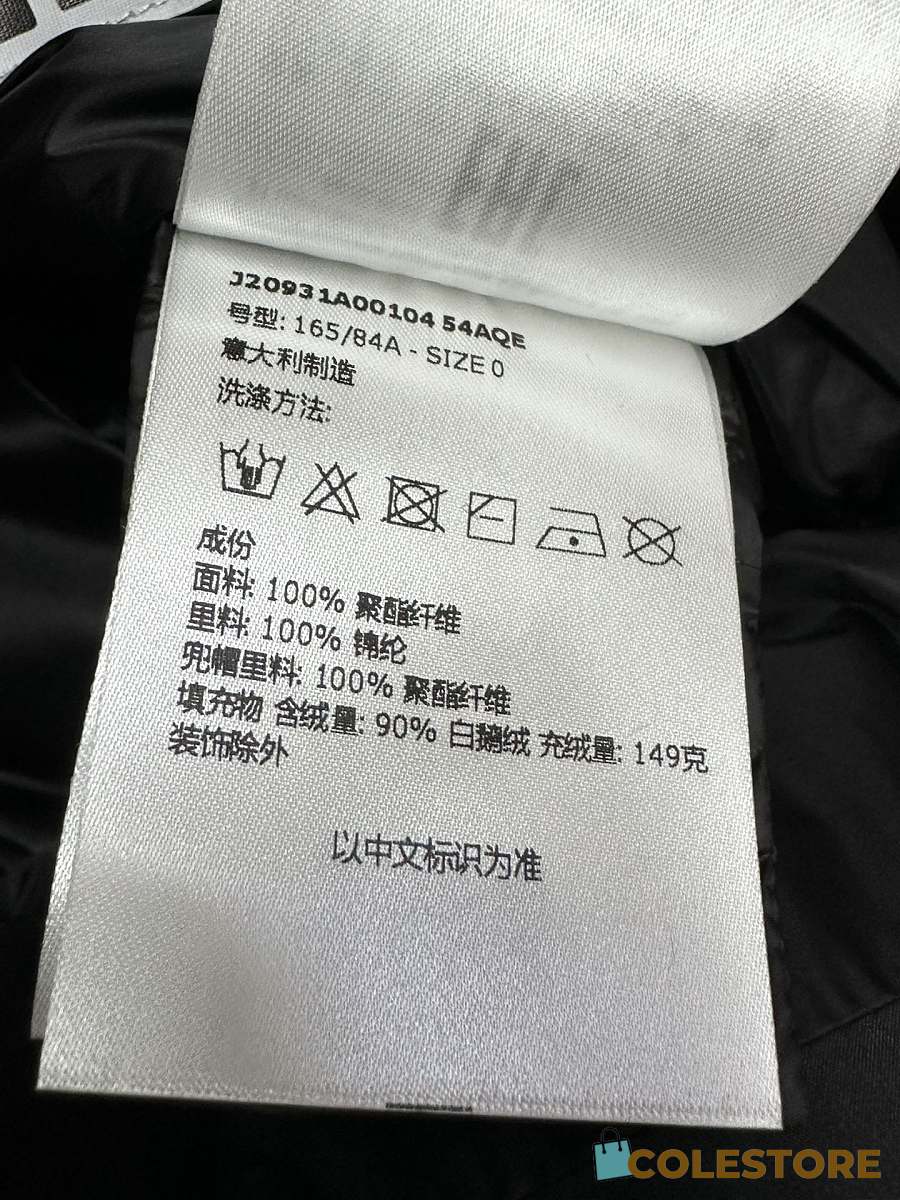 J20931A00104 54AQE
号型: 165/84A - SIZE 0
意大利制造
洗涤方法:
成份
面料: 100% 聚酯纤维
里料: 100% 锦纶
兜帽里料: 100% 聚酯纤维
填充物 含绒量: 90% 白鹅绒 充绒量: 149克
装饰除外
以中文标识为准
COLESTORE